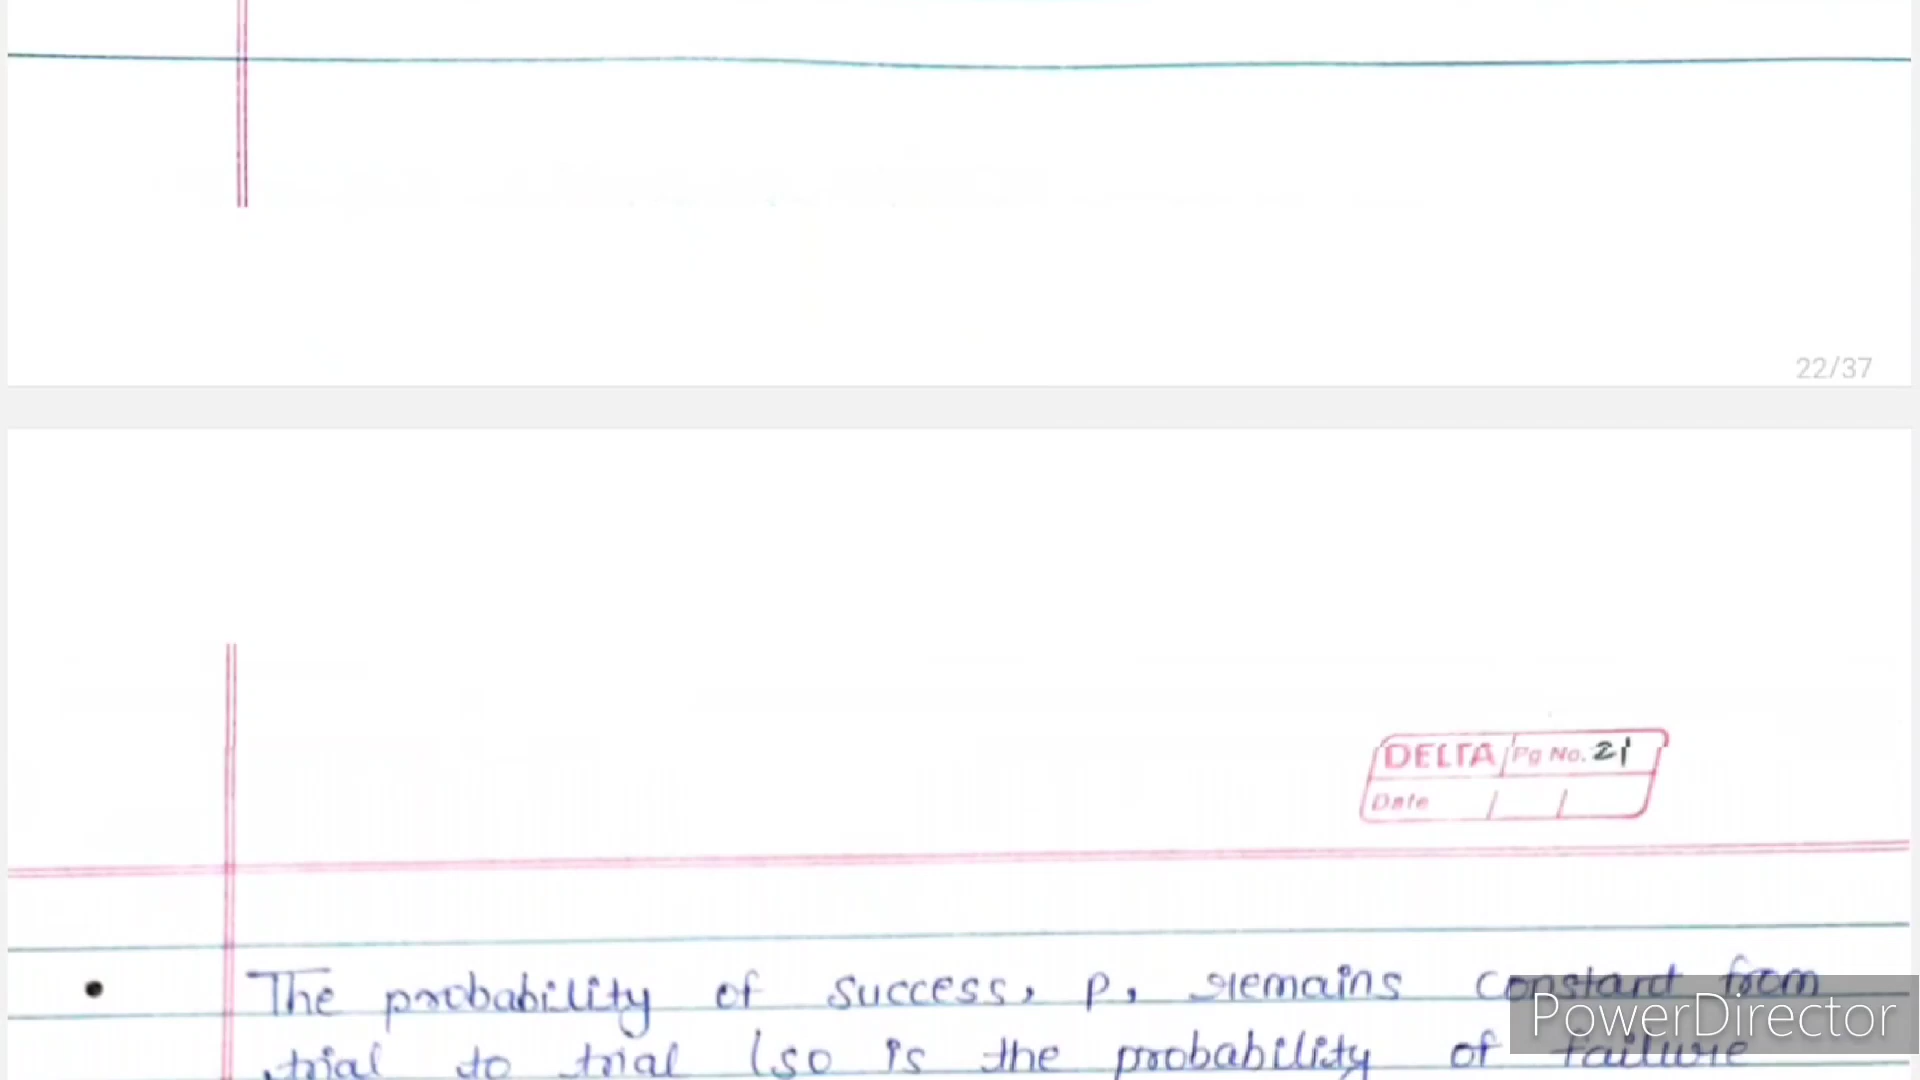 22/37
DELTA Pg No. 21
Date / /
• The probability of success, p, remains constant from
trial to trial (so is the probability of failure
PowerDirector